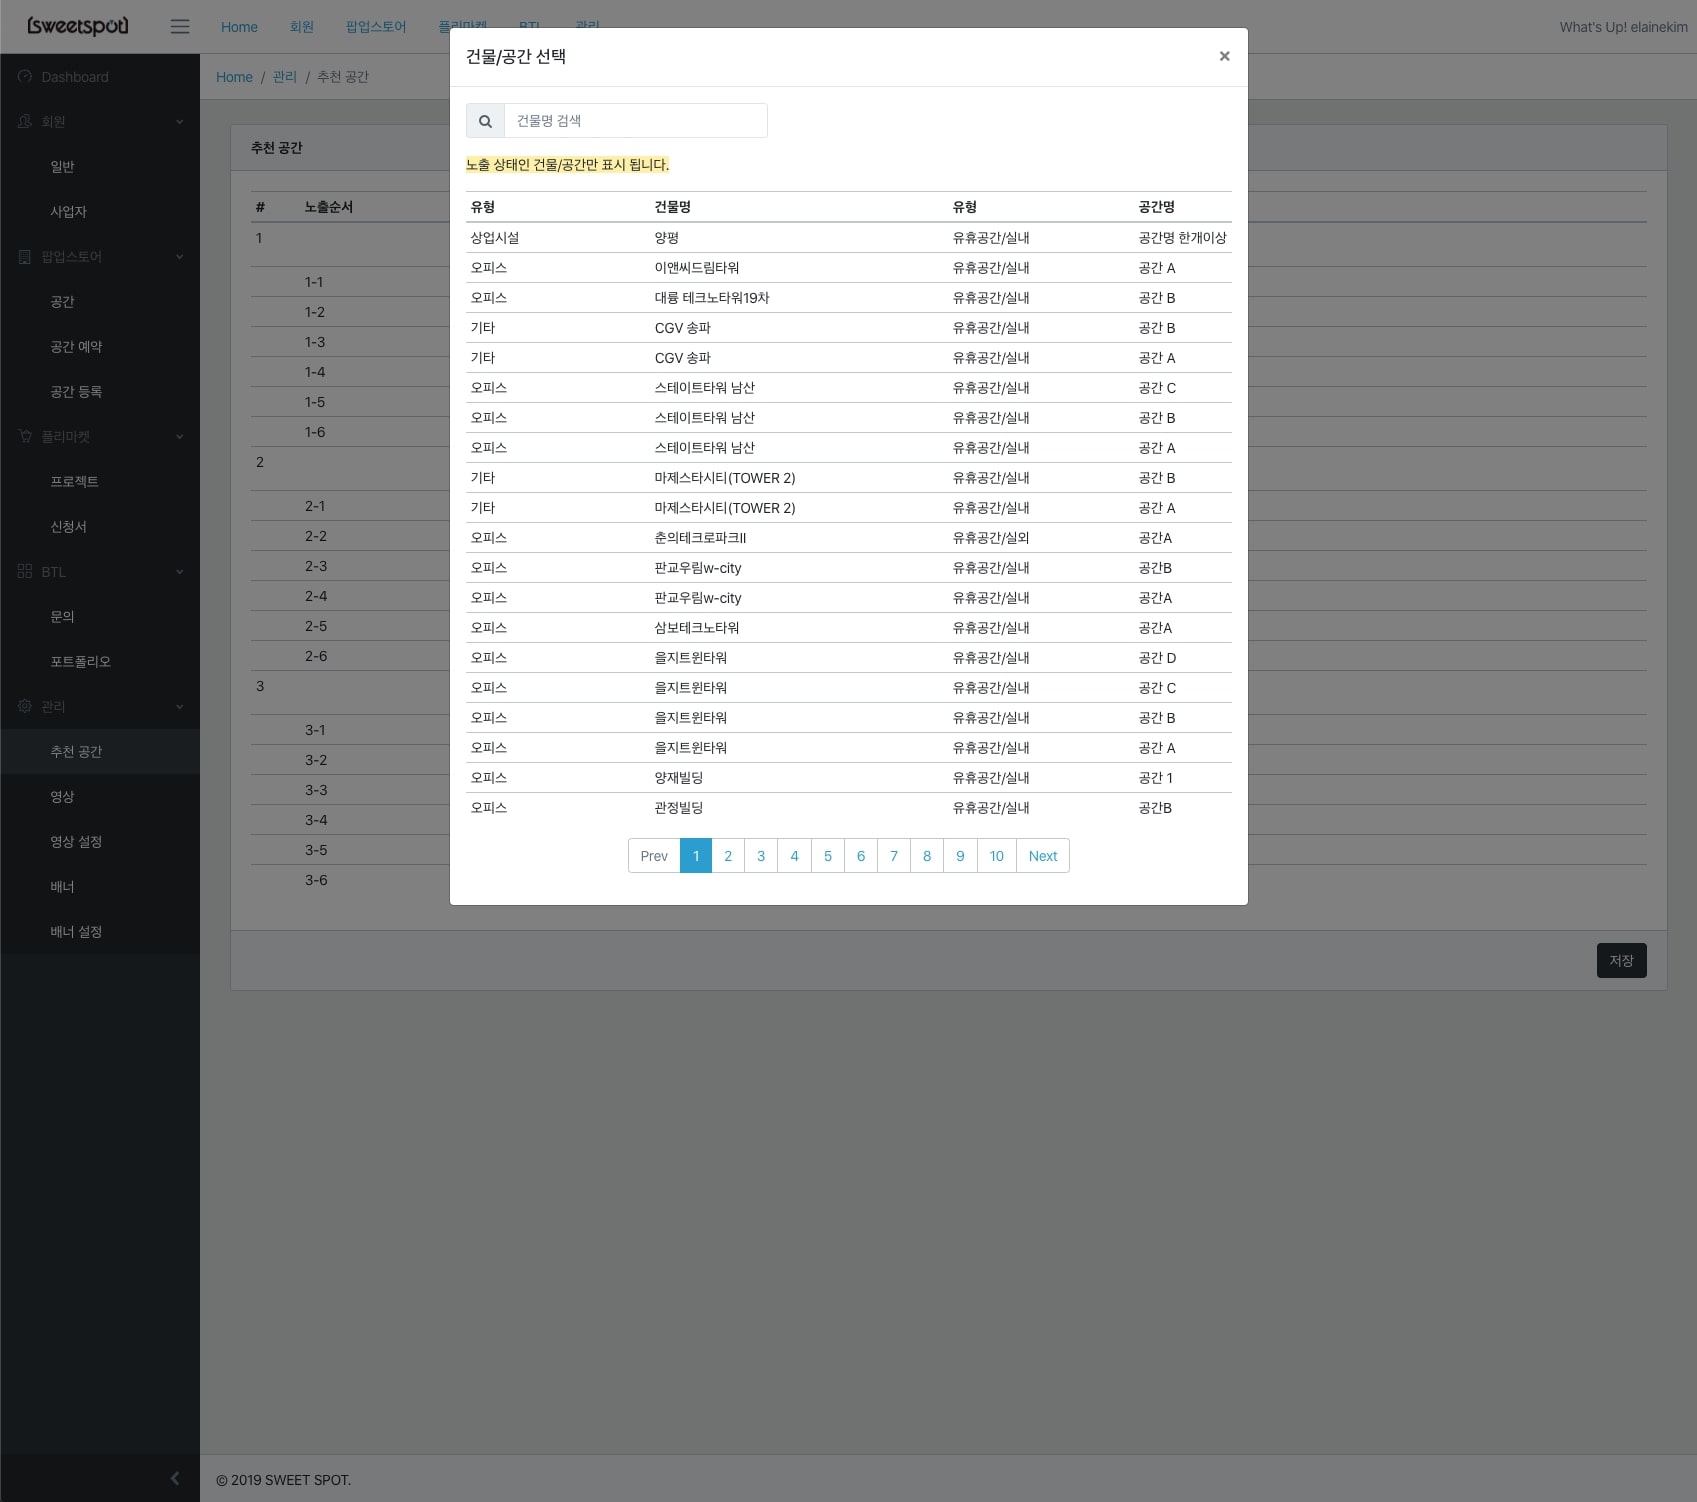 sweetspot
Home 회원 팝업스토어 플리마켓 BTL 관리
What's Up! elainekim
Dashboard
회원
일반
사업자
팝업스토어
공간
공간 예약
공간 등록
플리마켓
프로젝트
신청서
BTL
문의
포트폴리오
관리
추천 공간
영상
영상 설정
배너
배너 설정
Home / 관리 / 추천 공간
추천 공간
# 노출순서
1
1-1
1-2
1-3
1-4
1-5
1-6
2
2-1
2-2
2-3
2-4
2-5
2-6
3
3-1
3-2
3-3
3-4
3-5
3-6
저장
건물/공간 선택 ×
건물명 검색
노출 상태인 건물/공간만 표시 됩니다.
유형 건물명 유형 공간명
상업시설 양평 유휴공간/실내 공간명 한개이상
오피스 이앤씨드림타워 유휴공간/실내 공간 A
오피스 대륭 테크노타워19차 유휴공간/실내 공간 B
기타 CGV 송파 유휴공간/실내 공간 B
기타 CGV 송파 유휴공간/실내 공간 A
오피스 스테이트타워 남산 유휴공간/실내 공간 C
오피스 스테이트타워 남산 유휴공간/실내 공간 B
오피스 스테이트타워 남산 유휴공간/실내 공간 A
기타 마제스타시티(TOWER 2) 유휴공간/실내 공간 B
기타 마제스타시티(TOWER 2) 유휴공간/실내 공간 A
오피스 춘의테크로파크II 유휴공간/실외 공간A
오피스 판교우림w-city 유휴공간/실내 공간B
오피스 판교우림w-city 유휴공간/실내 공간A
오피스 삼보테크노타워 유휴공간/실내 공간A
오피스 을지트윈타워 유휴공간/실내 공간 D
오피스 을지트윈타워 유휴공간/실내 공간 C
오피스 을지트윈타워 유휴공간/실내 공간 B
오피스 을지트윈타워 유휴공간/실내 공간 A
오피스 양재빌딩 유휴공간/실내 공간 1
오피스 관정빌딩 유휴공간/실내 공간B
Prev 1 2 3 4 5 6 7 8 9 10 Next
© 2019 SWEET SPOT.